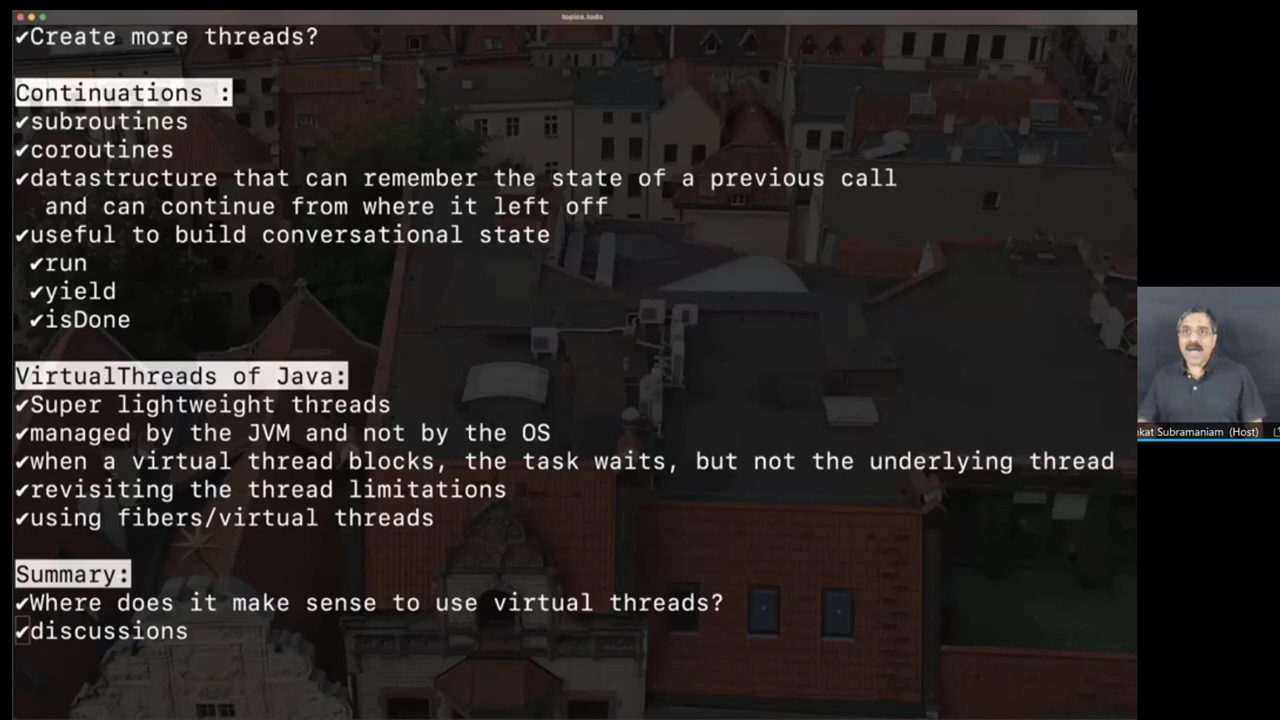 topics.todo
✔Create more threads?
Continuations :
✔subroutines
✔coroutines
✔datastructure that can remember the state of a previous call
and can continue from where it left off
✔useful to build conversational state
✔run
✔yield
✔isDone
VirtualThreads of Java:
✔Super lightweight threads
✔managed by the JVM and not by the OS
✔when a virtual thread blocks, the task waits, but not the underlying thread
✔revisiting the thread limitations
✔using fibers/virtual threads
Summary:
✔Where does it make sense to use virtual threads?
✔discussions
nkat Subramaniam (Host)